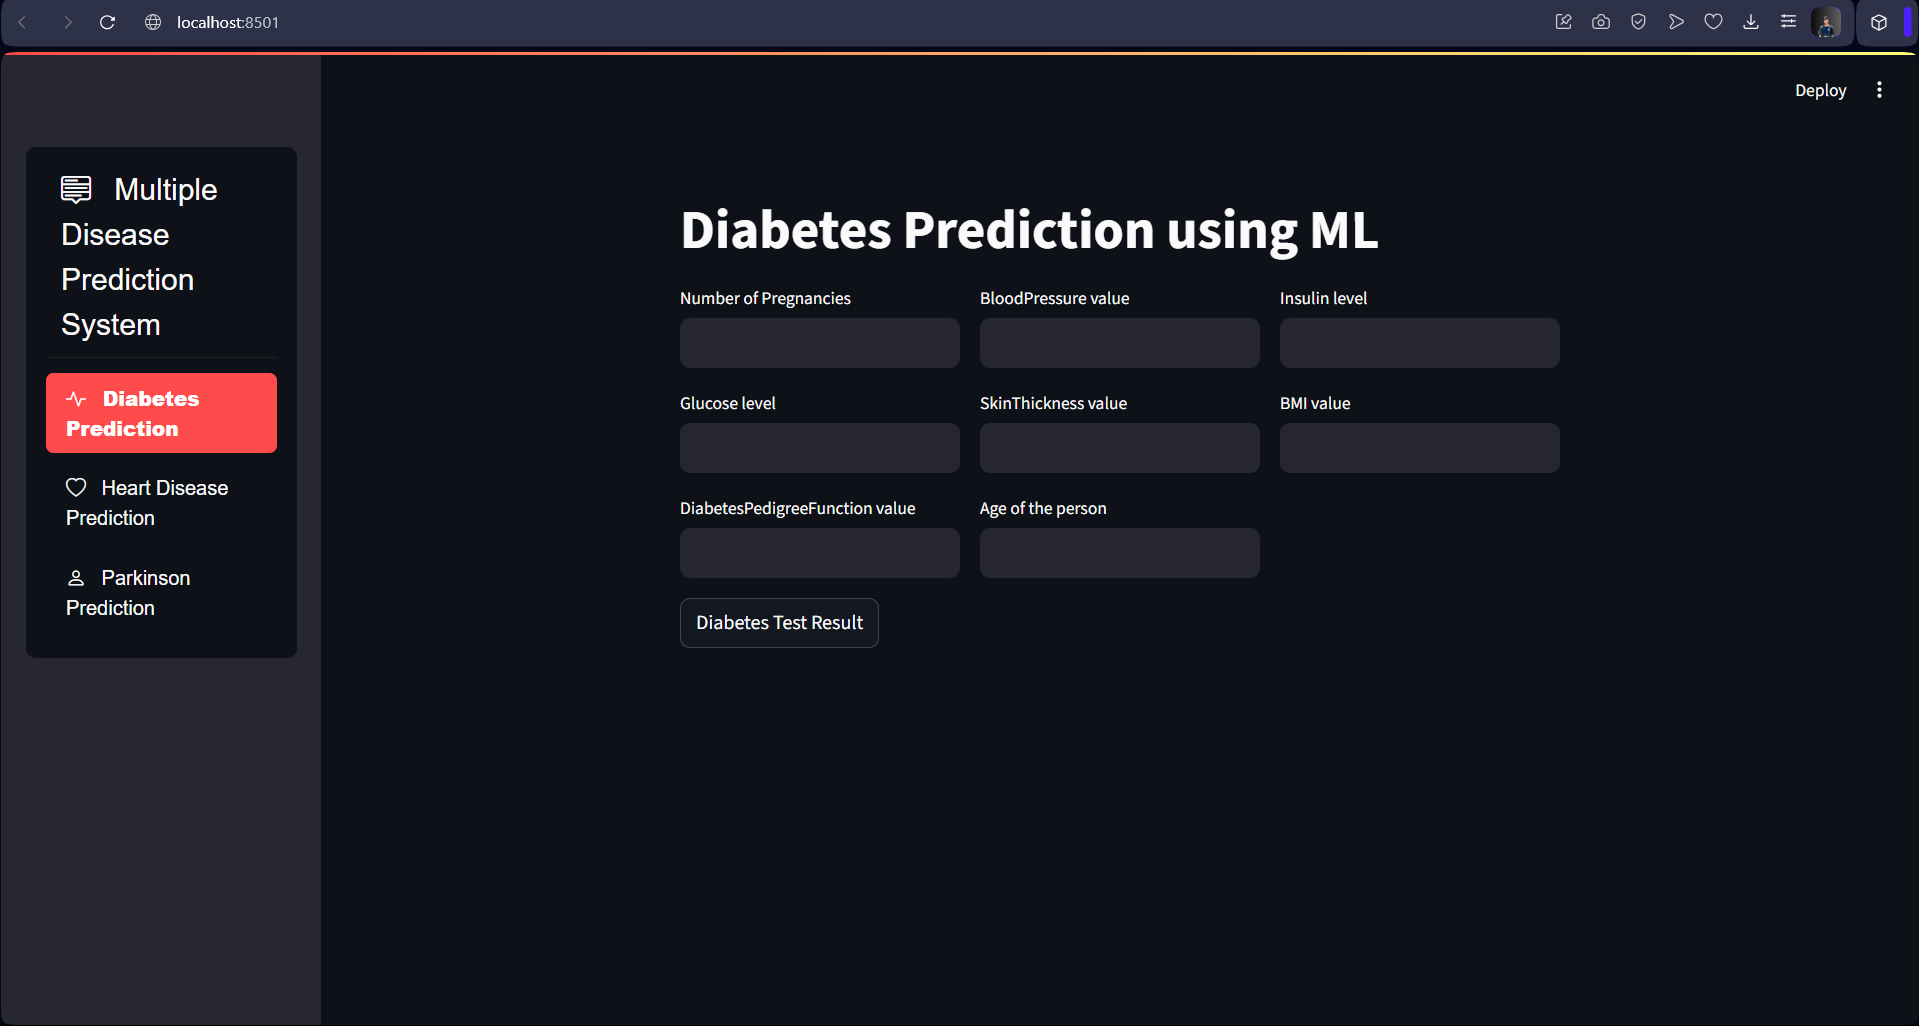 localhost:8501
Deploy
Multiple
Disease
Prediction
System
Diabetes
Prediction
Heart Disease
Prediction
Parkinson
Prediction
Diabetes Prediction using ML
Number of Pregnancies
BloodPressure value
Insulin level
Glucose level
SkinThickness value
BMI value
DiabetesPedigreeFunction value
Age of the person
Diabetes Test Result